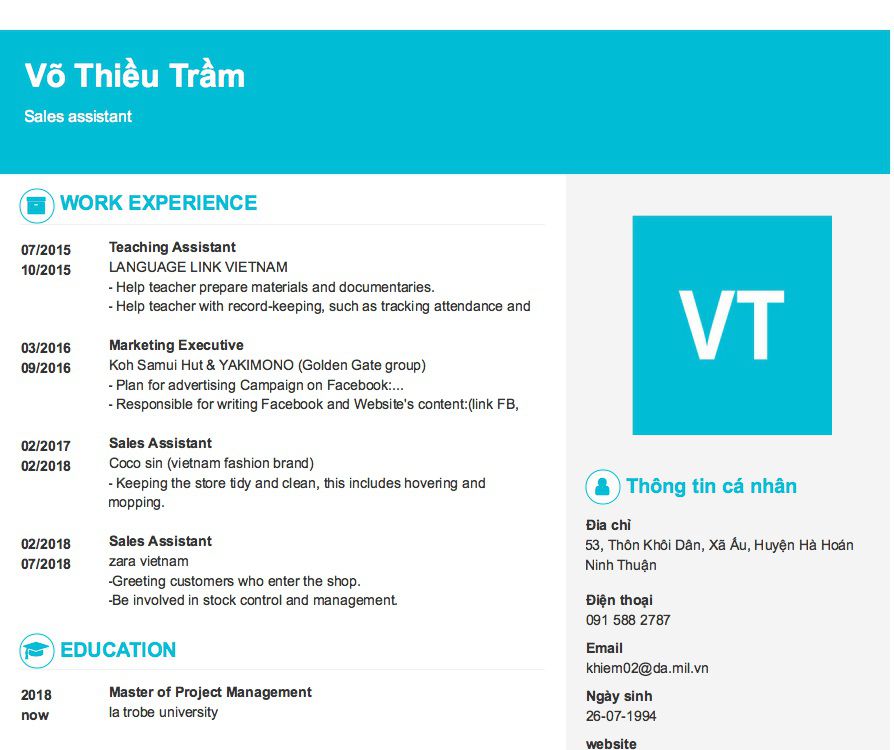 Võ Thiều Trầm
Sales assistant
WORK EXPERIENCE
07/2015
10/2015
Teaching Assistant
LANGUAGE LINK VIETNAM
- Help teacher prepare materials and documentaries.
- Help teacher with record-keeping, such as tracking attendance and
03/2016
09/2016
Marketing Executive
Koh Samui Hut & YAKIMONO (Golden Gate group)
- Plan for advertising Campaign on Facebook:...
- Responsible for writing Facebook and Website's content:(link FB,
02/2017
02/2018
Sales Assistant
Coco sin (vietnam fashion brand)
- Keeping the store tidy and clean, this includes hovering and
mopping.
02/2018
07/2018
Sales Assistant
zara vietnam
-Greeting customers who enter the shop.
-Be involved in stock control and management.
EDUCATION
2018
now
Master of Project Management
la trobe university
VT
Thông tin cá nhân
Địa chỉ
53, Thôn Khôi Dân, Xã Ấu, Huyện Hà Hoán
Ninh Thuận
Điện thoại
091 588 2787
Email
khiem02@da.mil.vn
Ngày sinh
26-07-1994
website